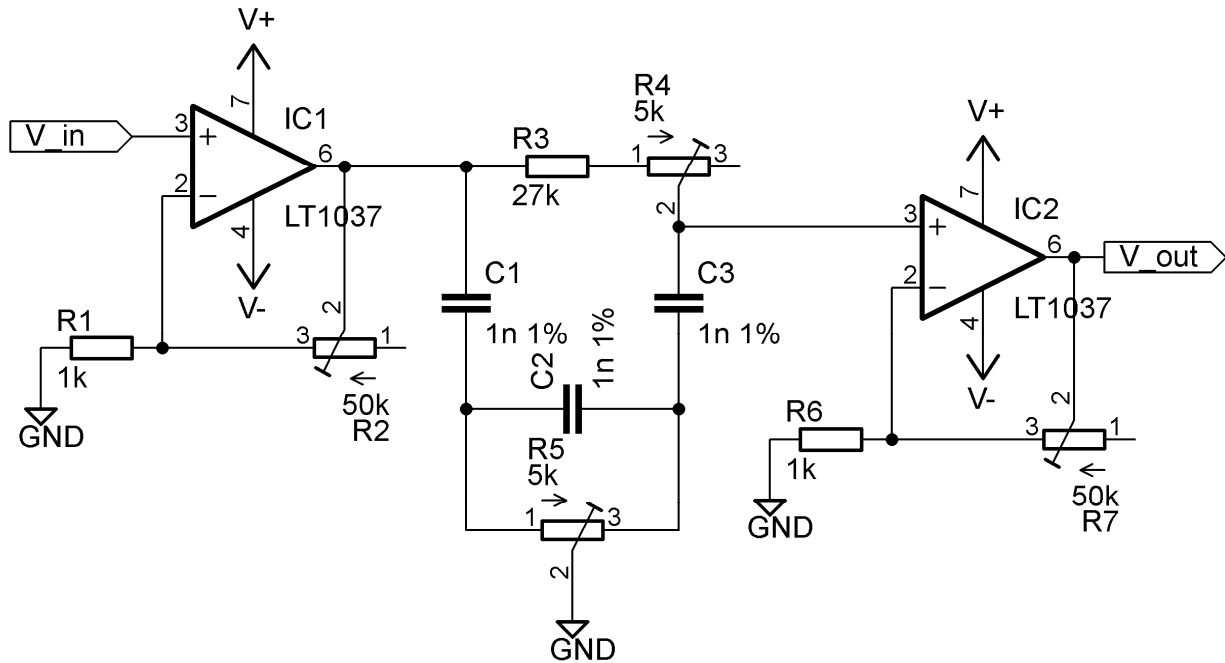 V+
7
IC1
V_in
3
+
6
2
−
LT1037
4
V-
R1
1k
GND
2
3
1
50k
R2
R3
27k
R4
5k
1
3
2
C1
1n 1%
C2
1n 1%
C3
1n 1%
R5
5k
1
3
2
GND
V+
7
IC2
3
+
6
V_out
2
−
LT1037
4
V-
R6
1k
GND
2
3
1
50k
R7